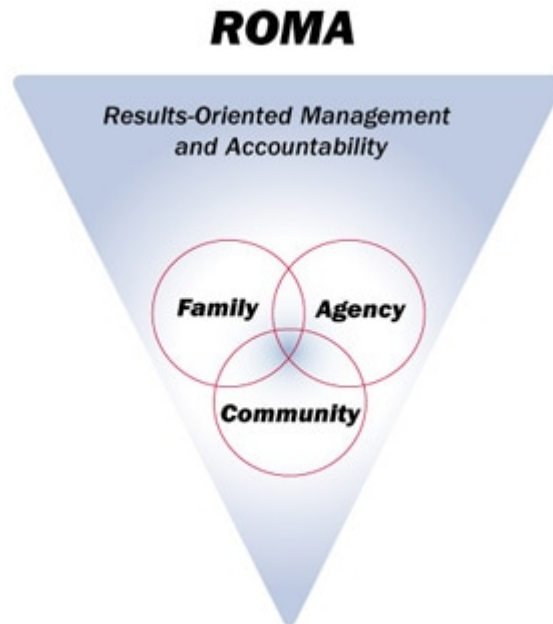 ROMA
Results-Oriented Management
and Accountability
Family
Agency
Community